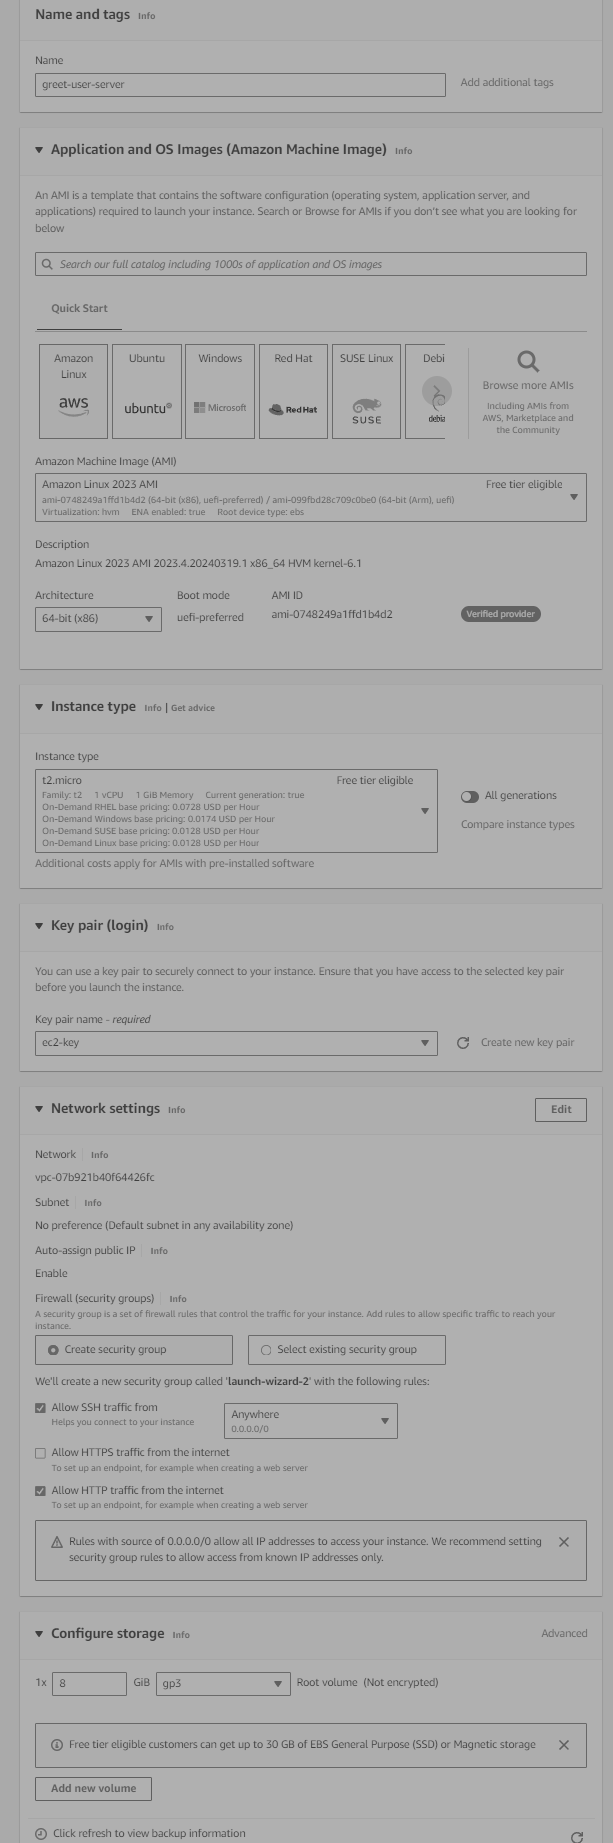 Name and tags Info
Name
greet-user-server
Add additional tags
Application and OS Images (Amazon Machine Image) Info
An AMI is a template that contains the software configuration (operating system, application server, and
applications) required to launch your instance. Search or Browse for AMIs if you don't see what you are looking for
below
Search our full catalog including 1000s of application and OS images
Quick Start
Amazon
Linux
aws
Ubuntu
ubuntu
Windows
Microsoft
Red Hat
Red Hat
SUSE Linux
SUSE
Debi
debia
Browse more AMIs
Including AMIs from
AWS, Marketplace and
the Community
Amazon Machine Image (AMI)
Amazon Linux 2023 AMI Free tier eligible
ami-0748249a1ffd1b4d2 (64-bit (x86), uefi-preferred) / ami-099fbd28c709c0be0 (64-bit (Arm), uefi)
Virtualization: hvm ENA enabled: true Root device type: ebs
Description
Amazon Linux 2023 AMI 2023.4.20240319.1 x86_64 HVM kernel-6.1
Architecture Boot mode AMI ID
64-bit (x86) uefi-preferred ami-0748249a1ffd1b4d2 Verified provider
Instance type Info | Get advice
Instance type
t2.micro Free tier eligible
Family: t2 1 vCPU 1 GiB Memory Current generation: true
On-Demand RHEL base pricing: 0.0728 USD per Hour
On-Demand Windows base pricing: 0.0174 USD per Hour
On-Demand SUSE base pricing: 0.0128 USD per Hour
On-Demand Linux base pricing: 0.0128 USD per Hour
All generations
Compare instance types
Additional costs apply for AMIs with pre-installed software
Key pair (login) Info
You can use a key pair to securely connect to your instance. Ensure that you have access to the selected key pair
before you launch the instance.
Key pair name - required
ec2-key
Create new key pair
Network settings Info
Edit
Network Info
vpc-07b921b40f64426fc
Subnet Info
No preference (Default subnet in any availability zone)
Auto-assign public IP Info
Enable
Firewall (security groups) Info
A security group is a set of firewall rules that control the traffic for your instance. Add rules to allow specific traffic to reach your
instance.
Create security group
Select existing security group
We'll create a new security group called 'launch-wizard-2' with the following rules:
Allow SSH traffic from
Helps you connect to your instance
Anywhere
0.0.0.0/0
Allow HTTPS traffic from the internet
To set up an endpoint, for example when creating a web server
Allow HTTP traffic from the internet
To set up an endpoint, for example when creating a web server
Rules with source of 0.0.0.0/0 allow all IP addresses to access your instance. We recommend setting
security group rules to allow access from known IP addresses only.
Configure storage Info
Advanced
1x 8 GiB gp3 Root volume (Not encrypted)
Free tier eligible customers can get up to 30 GB of EBS General Purpose (SSD) or Magnetic storage
Add new volume
Click refresh to view backup information